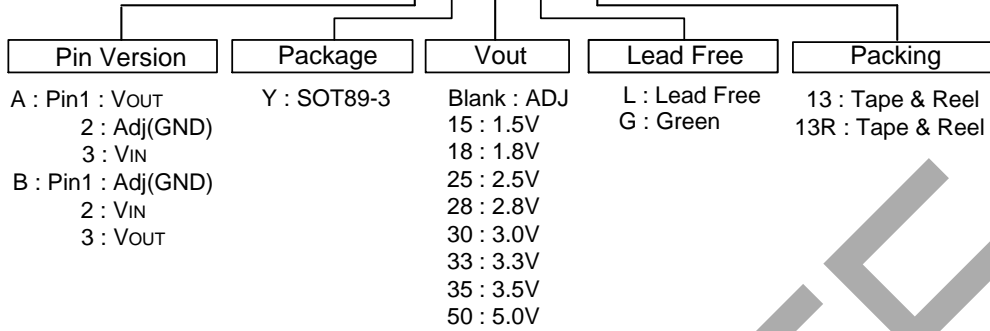 Pin Version
A : Pin1 : VOUT
2 : Adj(GND)
3 : VIN
B : Pin1 : Adj(GND)
2 : VIN
3 : VOUT
Package
Y : SOT89-3
Vout
Blank : ADJ
15 : 1.5V
18 : 1.8V
25 : 2.5V
28 : 2.8V
30 : 3.0V
33 : 3.3V
35 : 3.5V
50 : 5.0V
Lead Free
L : Lead Free
G : Green
Packing
13 : Tape & Reel
13R : Tape & Reel